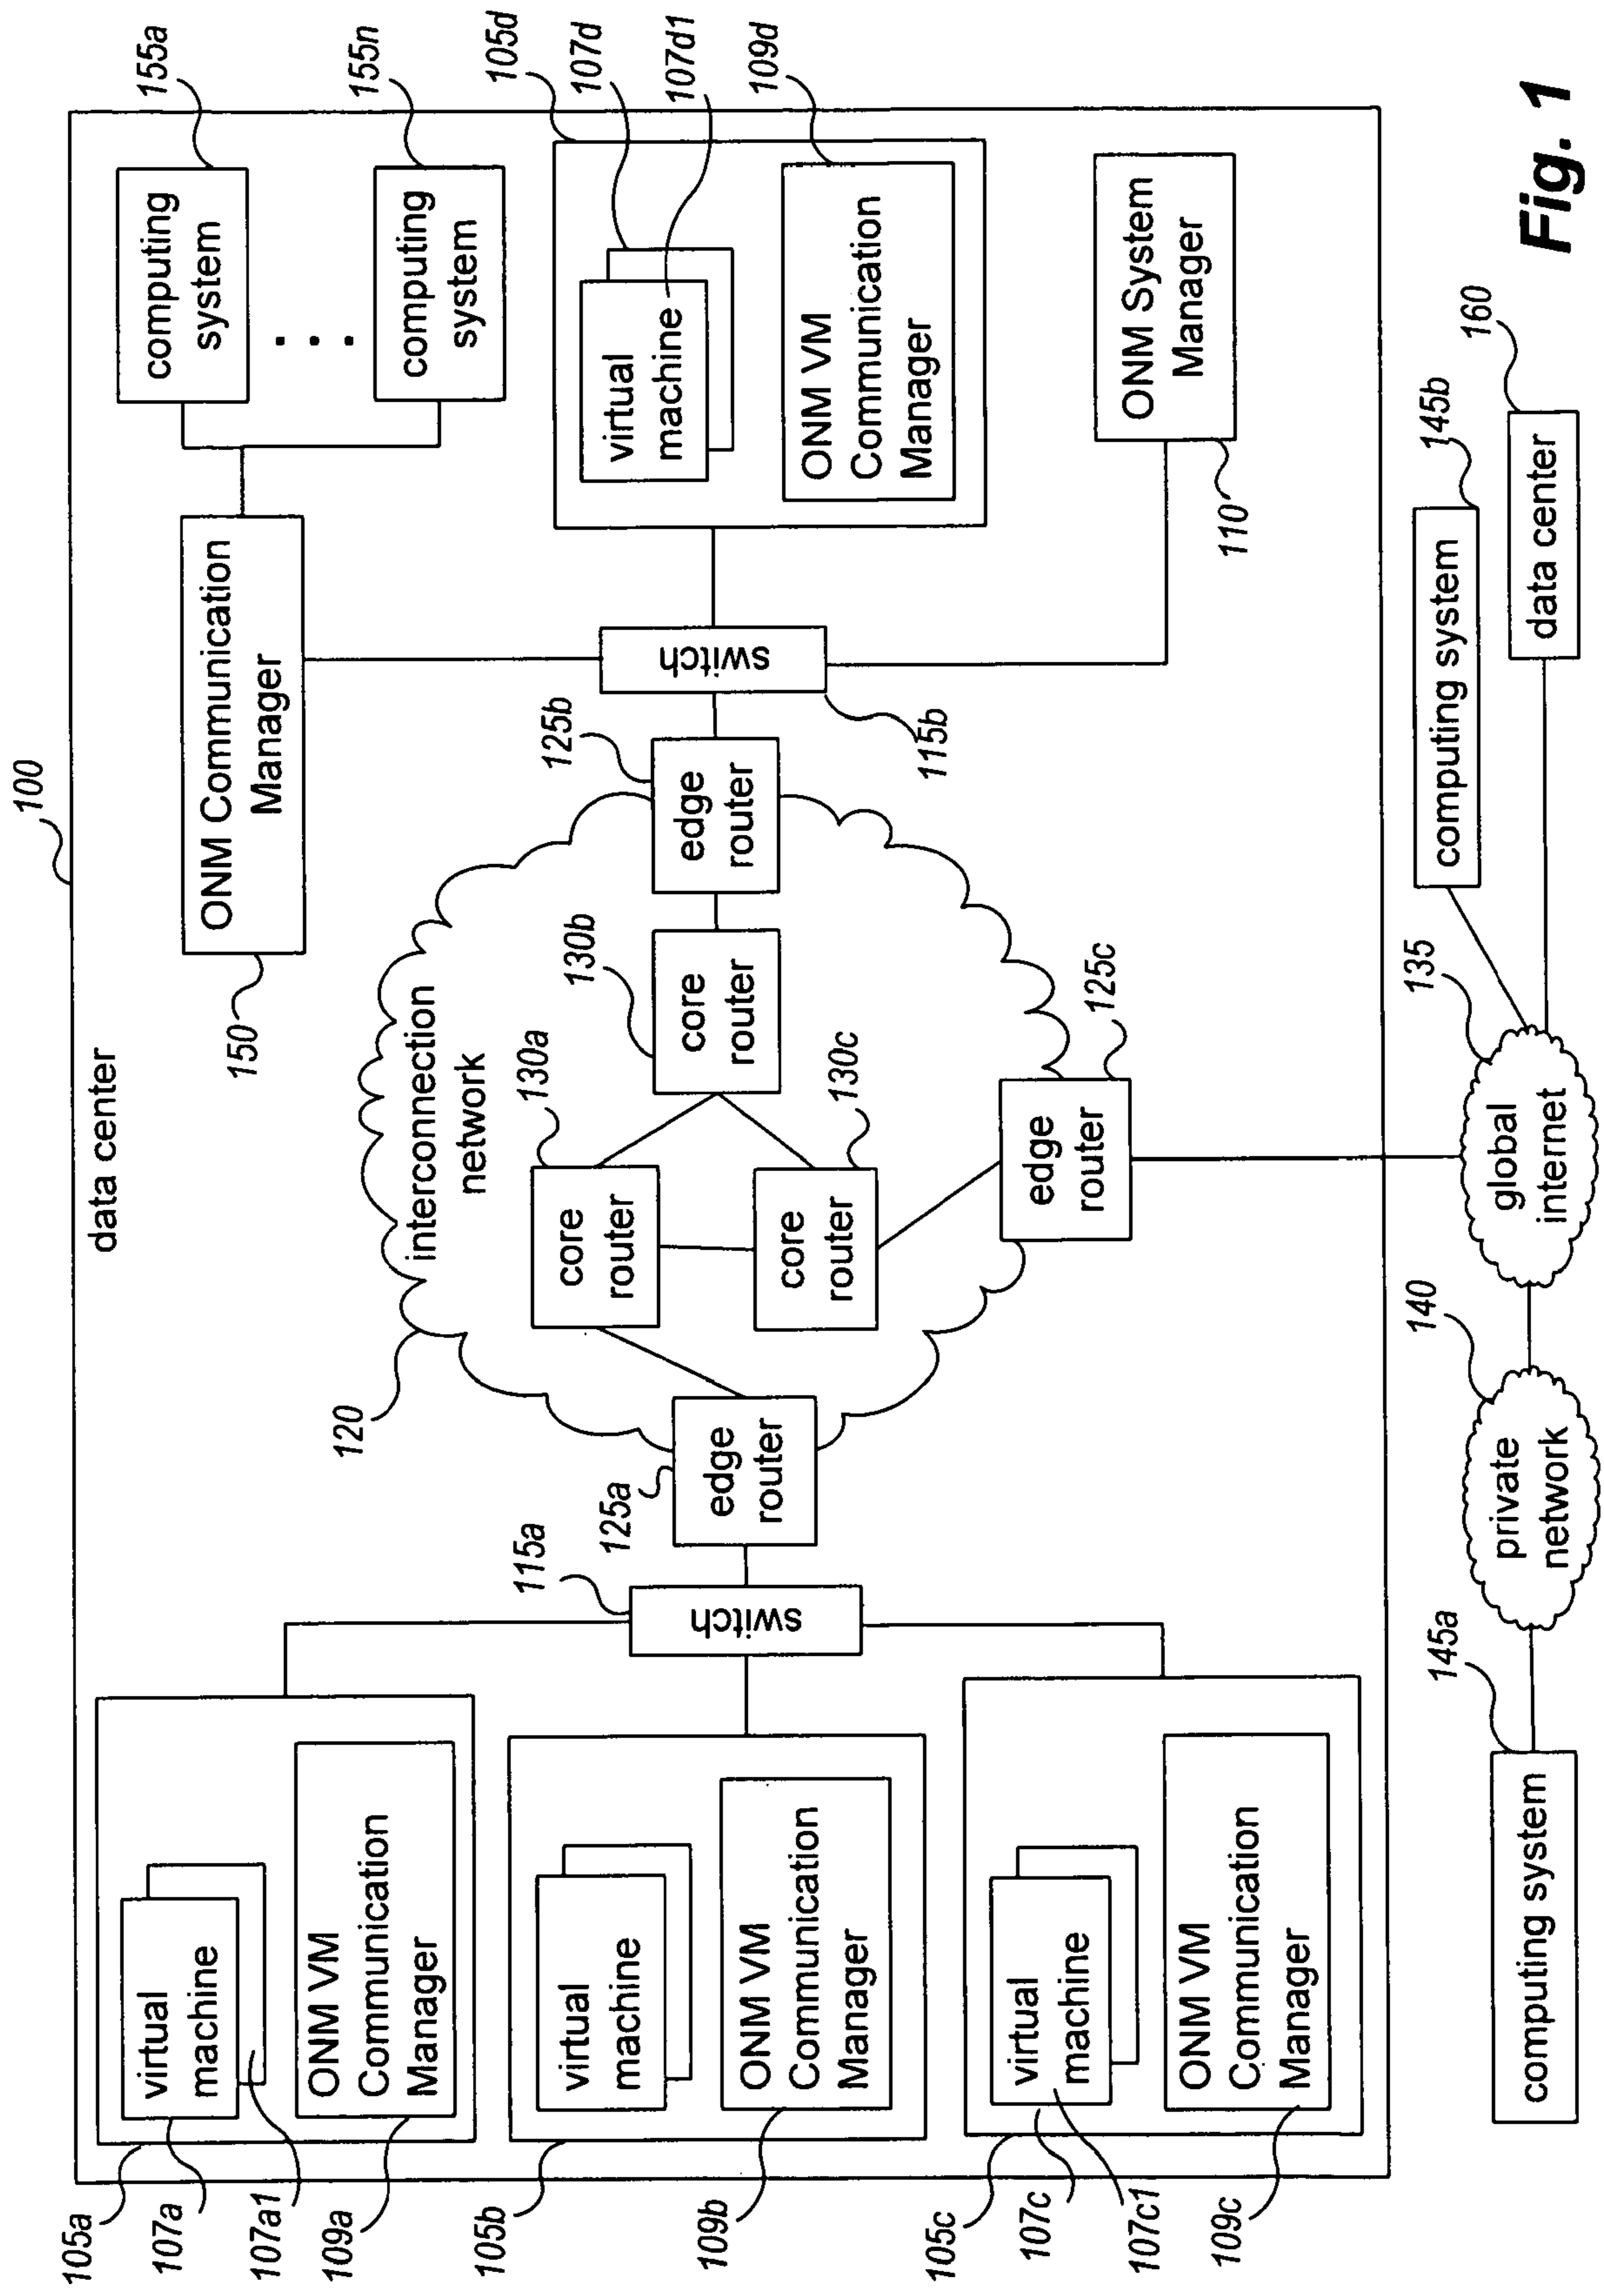 100
data center
105a
107a
107a1
109a
virtual
machine
ONM VM
Communication
Manager
105b
109b
virtual
machine
ONM VM
Communication
Manager
105c
107c
107c1
109c
virtual
machine
ONM VM
Communication
Manager
115a
switch
120
interconnection
network
125a
edge
router
130a
core
router
130b
core
router
130c
core
router
125b
edge
router
125c
edge
router
115b
switch
150
ONM Communication
Manager
155a
computing
system
. . .
155n
computing
system
105d
107d
107d1
109d
virtual
machine
ONM VM
Communication
Manager
110
ONM System
Manager
145a
computing system
140
private
network
135
global
internet
145b
computing system
160
data center
Fig. 1